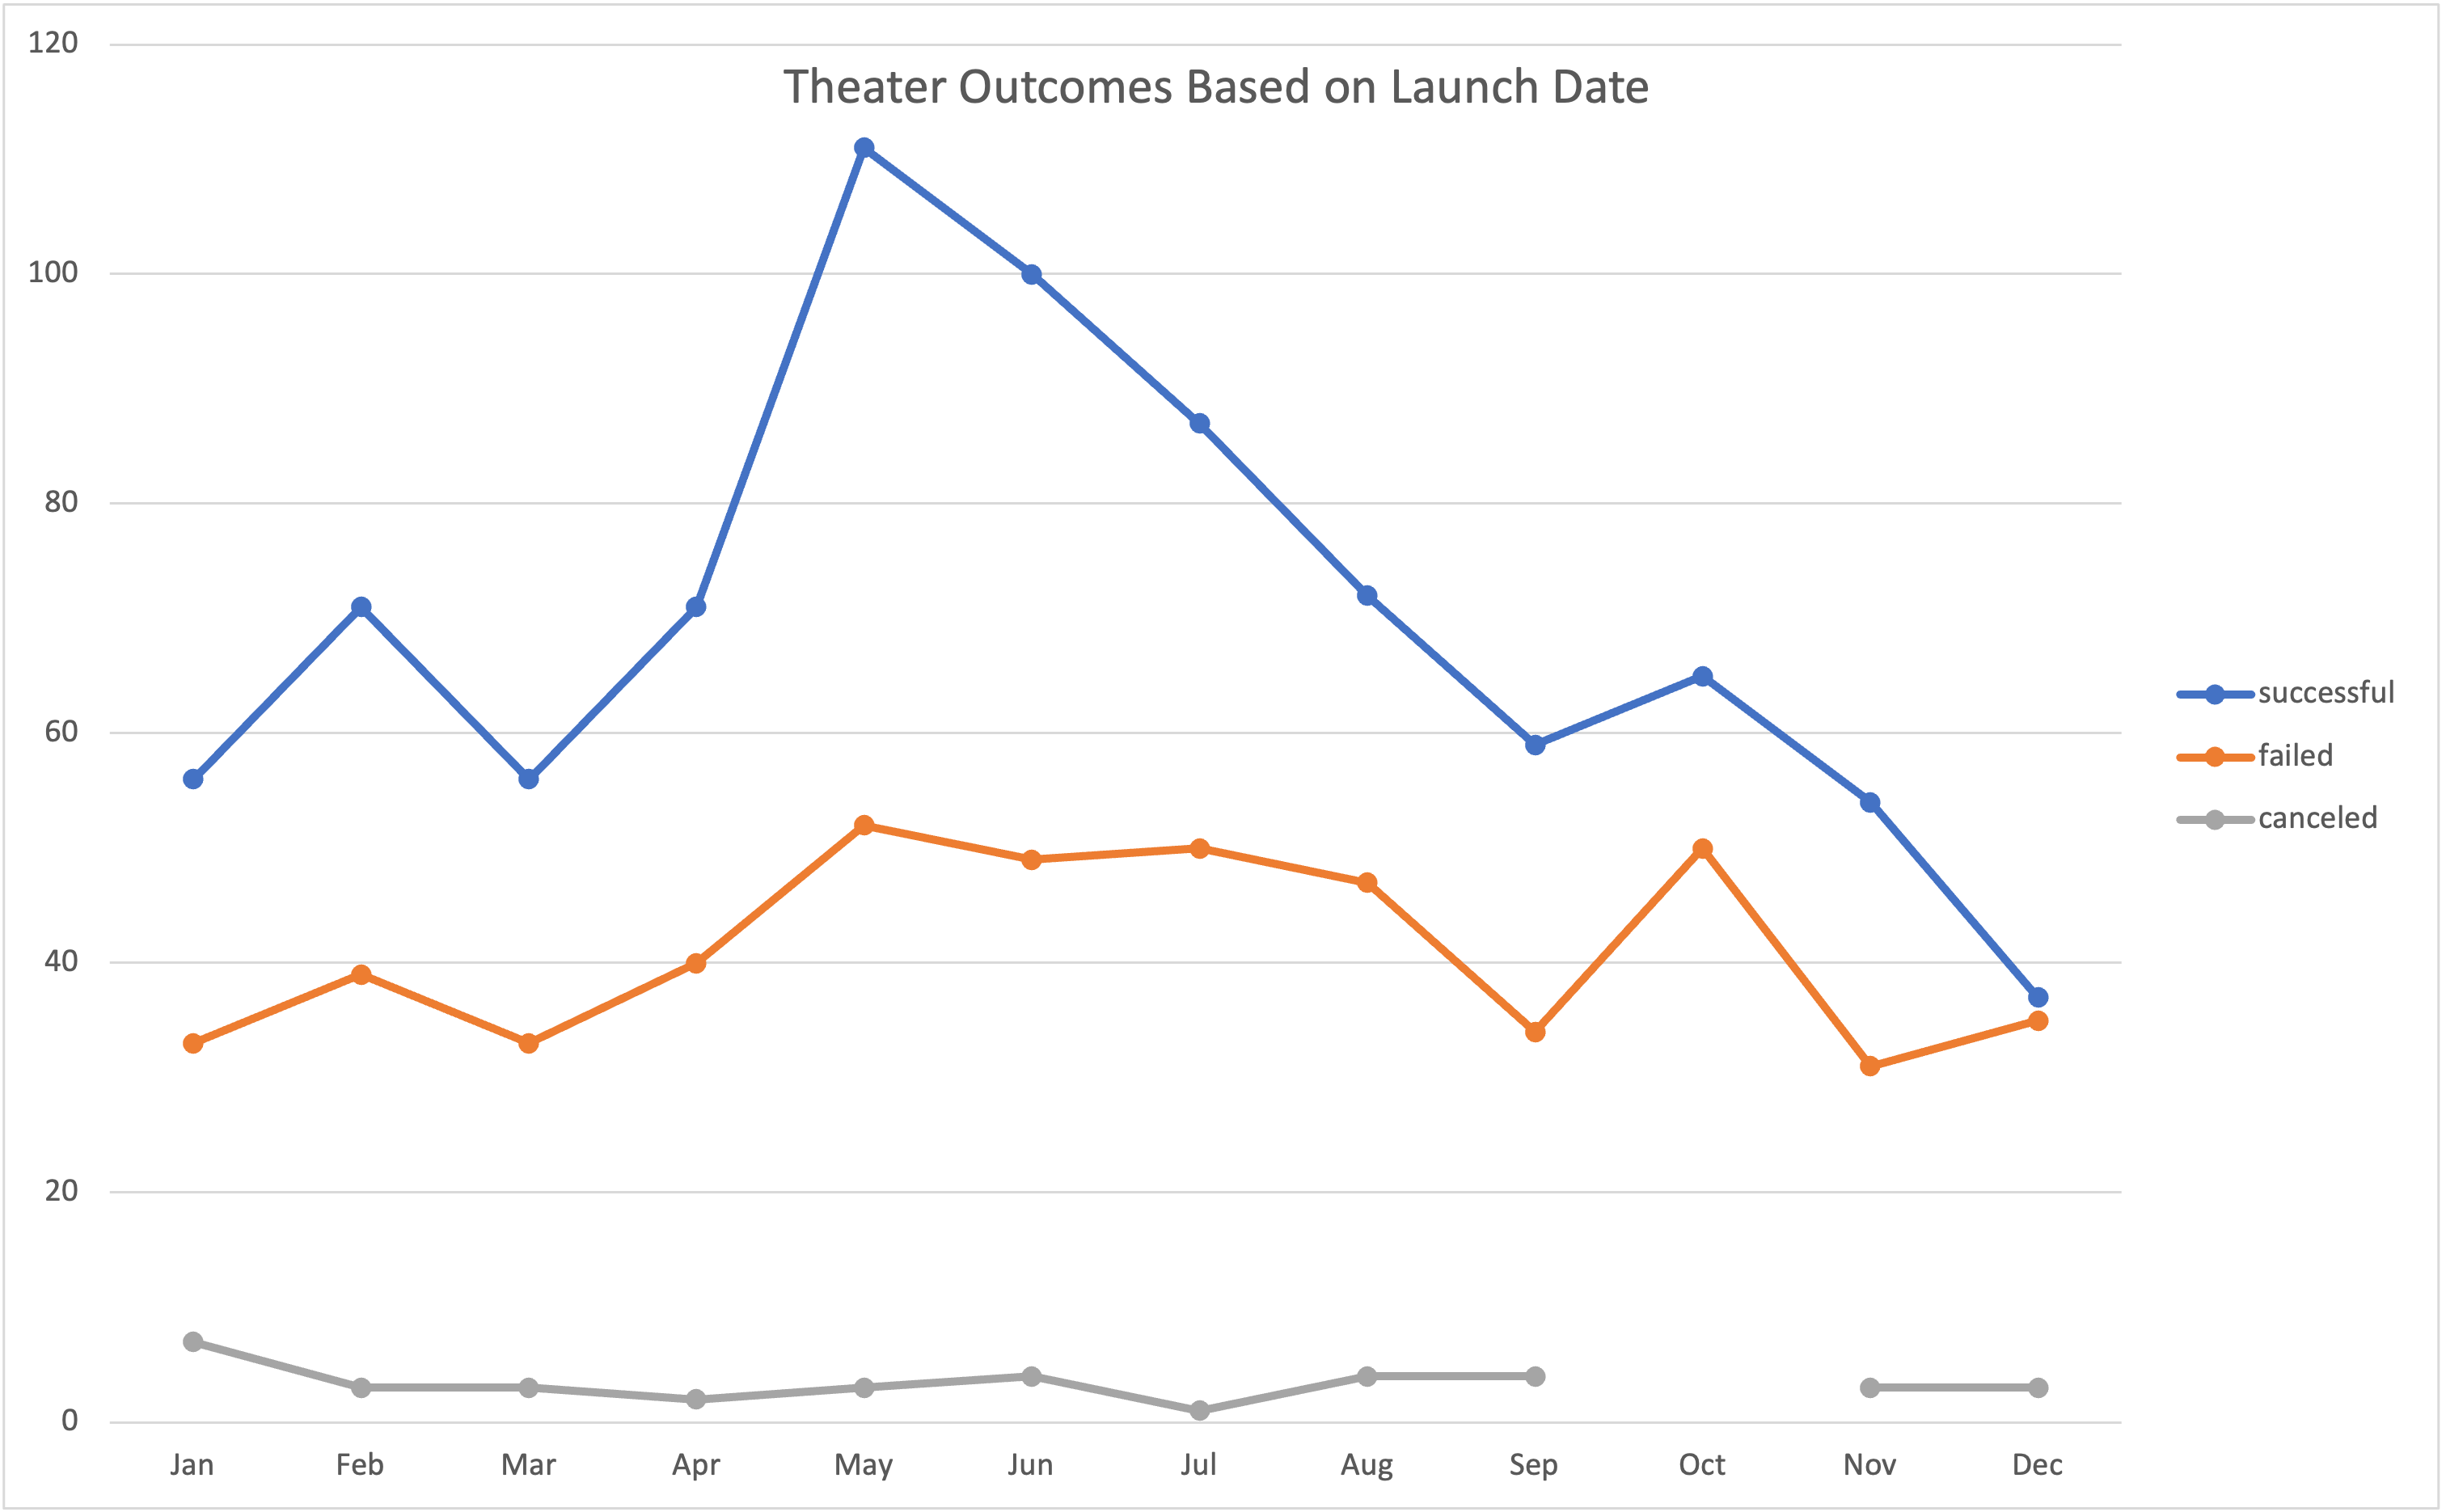 Theater Outcomes Based on Launch Date
120
100
80
60
40
20
0
Jan Feb Mar Apr May Jun Jul Aug Sep Oct Nov Dec
successful
failed
canceled